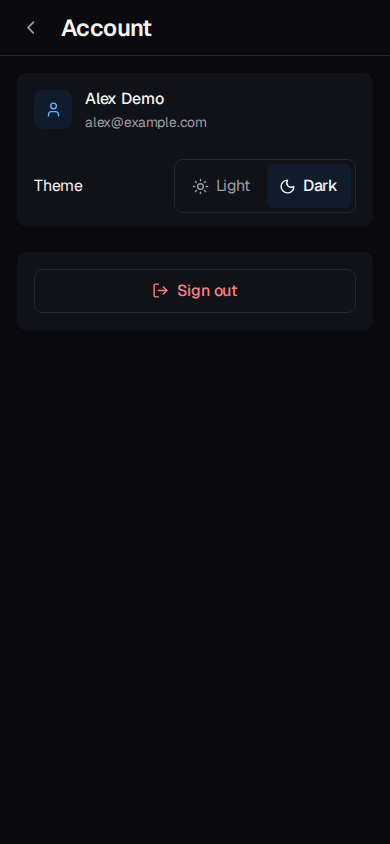 Account
Alex Demo
alex@example.com
Theme Light Dark
Sign out